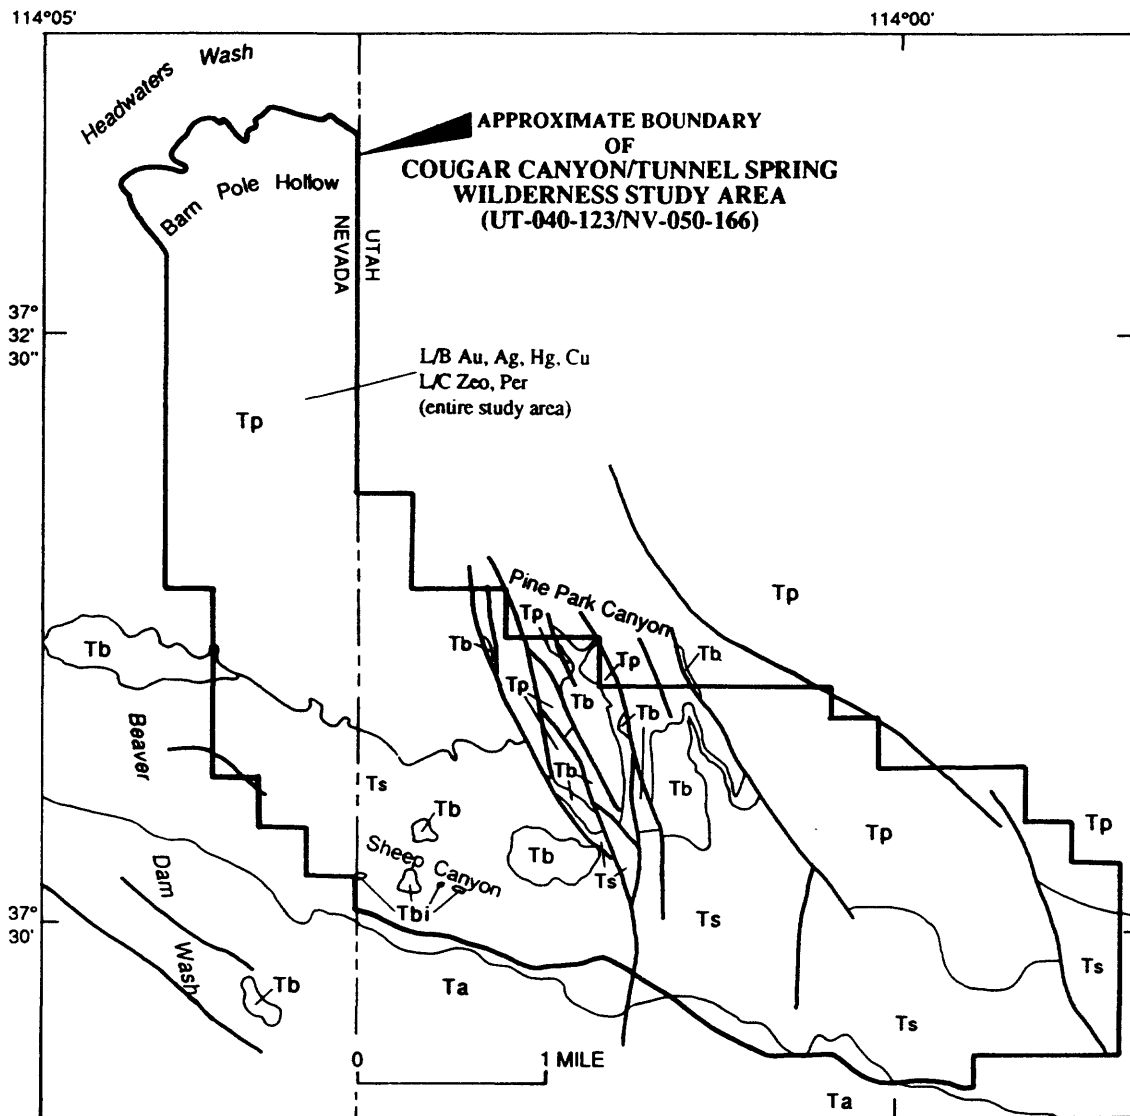 114°05'
114°00'
Headwaters Wash
APPROXIMATE BOUNDARY
OF
COUGAR CANYON/TUNNEL SPRING
WILDERNESS STUDY AREA
(UT-040-123/NV-050-166)
Barn Pole Hollow
NEVADA
UTAH
37°
32'
30"
L/B Au, Ag, Hg, Cu
L/C Zeo, Per
(entire study area)
Tp
Pine Park Canyon
Tp
Tp
Tb
Tb
Tb
Tp
Tp
Tb
Tb
Beaver
Ts
Tb
Tb
Tb
Tp
Tp
Sheep Canyon
Tb
Dam
Ts
Tbi
Ts
37°
30'
Wash
Tb
Ta
Ts
Ts
0
1 MILE
Ta